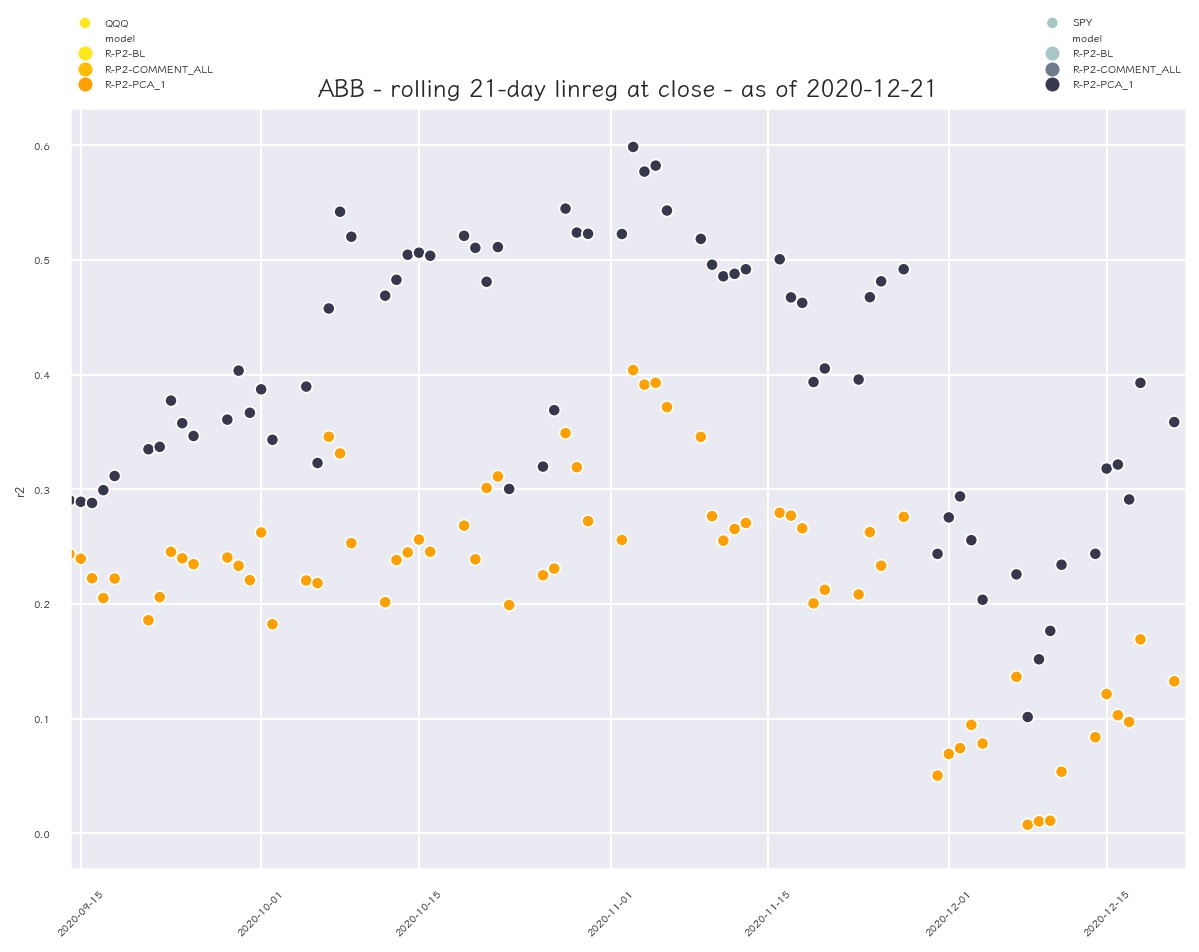 QQQ
model
R-P2-BL
R-P2-COMMENT_ALL
R-P2-PCA_1
SPY
model
R-P2-BL
R-P2-COMMENT_ALL
R-P2-PCA_1
ABB - rolling 21-day linreg at close - as of 2020-12-21
0.6
0.5
0.4
0.3
0.2
0.1
0.0
r2
2020-09-15
2020-10-01
2020-10-15
2020-11-01
2020-11-15
2020-12-01
2020-12-15